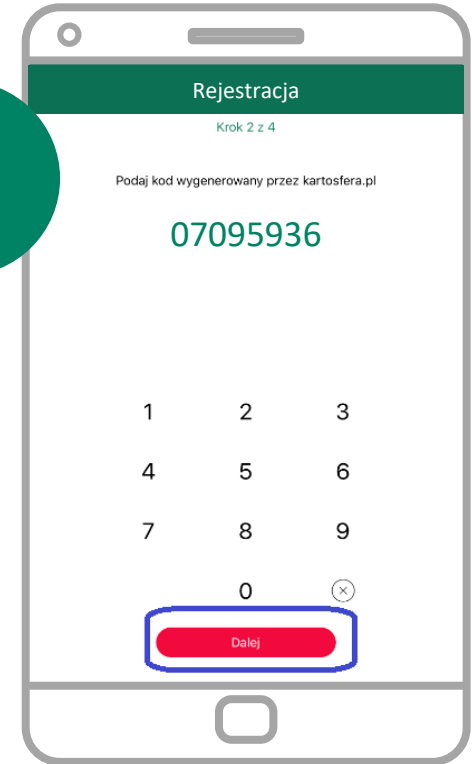 Rejestracja
Krok 2 z 4
Podaj kod wygenerowany przez kartosfera.pl
07095936
1 2 3
4 5 6
7 8 9
0
Dalej